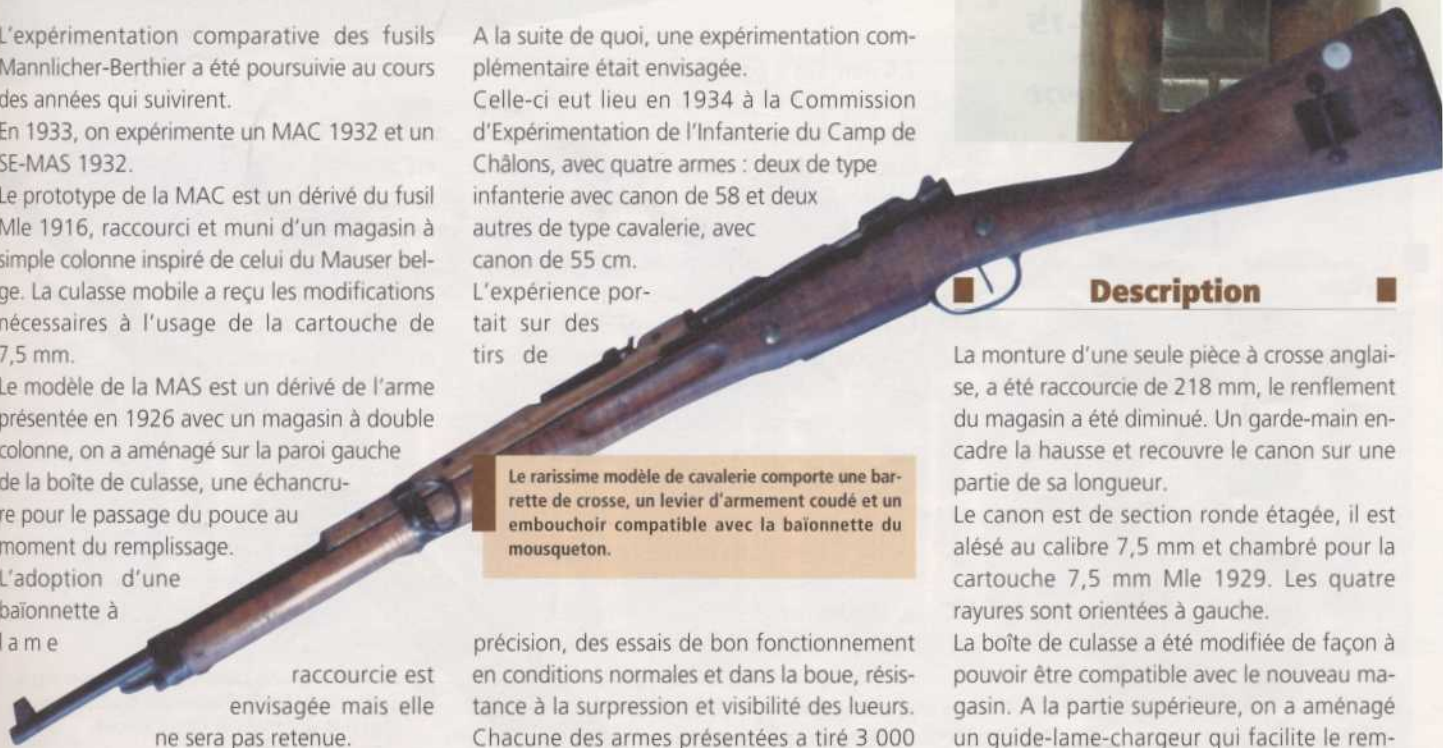 L'expérimentation comparative des fusils
Mannlicher-Berthier a été poursuivie au cours
des années qui suivirent.
En 1933, on expérimente un MAC 1932 et un
SE-MAS 1932.
Le prototype de la MAC est un dérivé du fusil
Mle 1916, raccourci et muni d'un magasin à
simple colonne inspiré de celui du Mauser bel-
ge. La culasse mobile a reçu les modifications
nécessaires à l'usage de la cartouche de
7,5 mm.
Le modèle de la MAS est un dérivé de l'arme
présentée en 1926 avec un magasin à double
colonne, on a aménagé sur la paroi gauche
de la boîte de culasse, une échancru-
re pour le passage du pouce au
moment du remplissage.
L'adoption d'une
baïonnette à
lame
raccourcie est
envisagée mais elle
ne sera pas retenue.
A la suite de quoi, une expérimentation com-
plémentaire était envisagée.
Celle-ci eut lieu en 1934 à la Commission
d'Expérimentation de l'Infanterie du Camp de
Châlons, avec quatre armes : deux de type
infanterie avec canon de 58 et deux
autres de type cavalerie, avec
canon de 55 cm.
L'expérience por-
tait sur des
tirs de
précision, des essais de bon fonctionnement
en conditions normales et dans la boue, résis-
tance à la surpression et visibilité des lueurs.
Chacune des armes présentées a tiré 3 000
Le rarissime modèle de cavalerie comporte une bar-
rette de crosse, un levier d'armement coudé et un
embouchoir compatible avec la baïonnette du
mousqueton.
Description
La monture d'une seule pièce à crosse anglai-
se, a été raccourcie de 218 mm, le renflement
du magasin a été diminué. Un garde-main en-
cadre la hausse et recouvre le canon sur une
partie de sa longueur.
Le canon est de section ronde étagée, il est
alésé au calibre 7,5 mm et chambré pour la
cartouche 7,5 mm Mle 1929. Les quatre
rayures sont orientées à gauche.
La boîte de culasse a été modifiée de façon à
pouvoir être compatible avec le nouveau ma-
gasin. A la partie supérieure, on a aménagé
un guide-lame-chargeur qui facilite le rem-